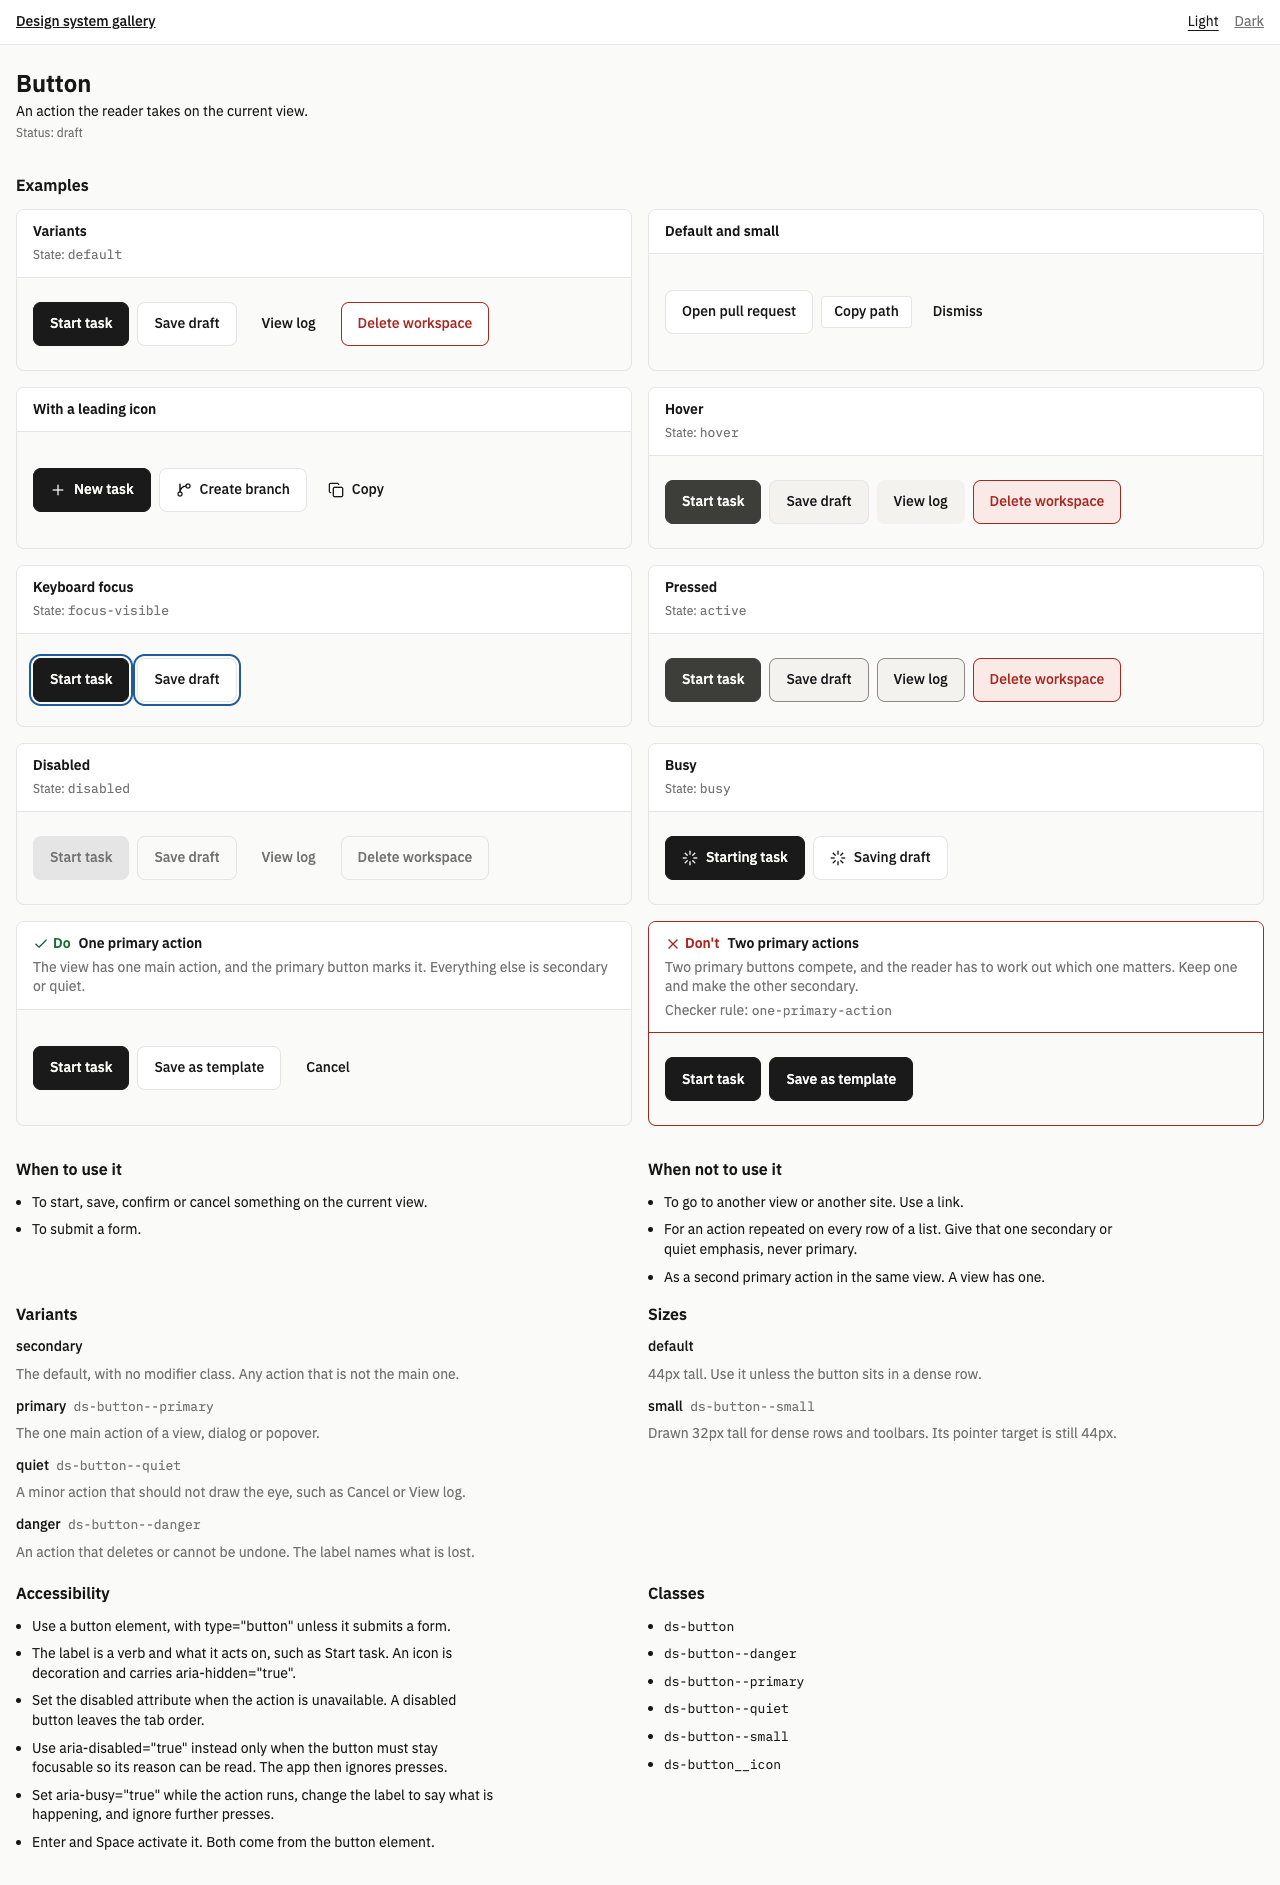 Design system gallery
Light Dark
Button
An action the reader takes on the current view.
Status: draft
Examples
Variants
State: default
Start task Save draft View log Delete workspace
Default and small
Open pull request Copy path Dismiss
With a leading icon
New task Create branch Copy
Hover
State: hover
Start task Save draft View log Delete workspace
Keyboard focus
State: focus-visible
Start task Save draft
Pressed
State: active
Start task Save draft View log Delete workspace
Disabled
State: disabled
Start task Save draft View log Delete workspace
Busy
State: busy
Starting task Saving draft
Do One primary action
The view has one main action, and the primary button marks it. Everything else is secondary
or quiet.
Start task Save as template Cancel
Don't Two primary actions
Two primary buttons compete, and the reader has to work out which one matters. Keep one
and make the other secondary.
Checker rule: one-primary-action
Start task Save as template
When to use it
To start, save, confirm or cancel something on the current view.
To submit a form.
When not to use it
To go to another view or another site. Use a link.
For an action repeated on every row of a list. Give that one secondary or
quiet emphasis, never primary.
As a second primary action in the same view. A view has one.
Variants
secondary
The default, with no modifier class. Any action that is not the main one.
primary ds-button--primary
The one main action of a view, dialog or popover.
quiet ds-button--quiet
A minor action that should not draw the eye, such as Cancel or View log.
danger ds-button--danger
An action that deletes or cannot be undone. The label names what is lost.
Sizes
default
44px tall. Use it unless the button sits in a dense row.
small ds-button--small
Drawn 32px tall for dense rows and toolbars. Its pointer target is still 44px.
Accessibility
Use a button element, with type="button" unless it submits a form.
The label is a verb and what it acts on, such as Start task. An icon is
decoration and carries aria-hidden="true".
Set the disabled attribute when the action is unavailable. A disabled
button leaves the tab order.
Use aria-disabled="true" instead only when the button must stay
focusable so its reason can be read. The app then ignores presses.
Set aria-busy="true" while the action runs, change the label to say what is
happening, and ignore further presses.
Enter and Space activate it. Both come from the button element.
Classes
ds-button
ds-button--danger
ds-button--primary
ds-button--quiet
ds-button--small
ds-button__icon